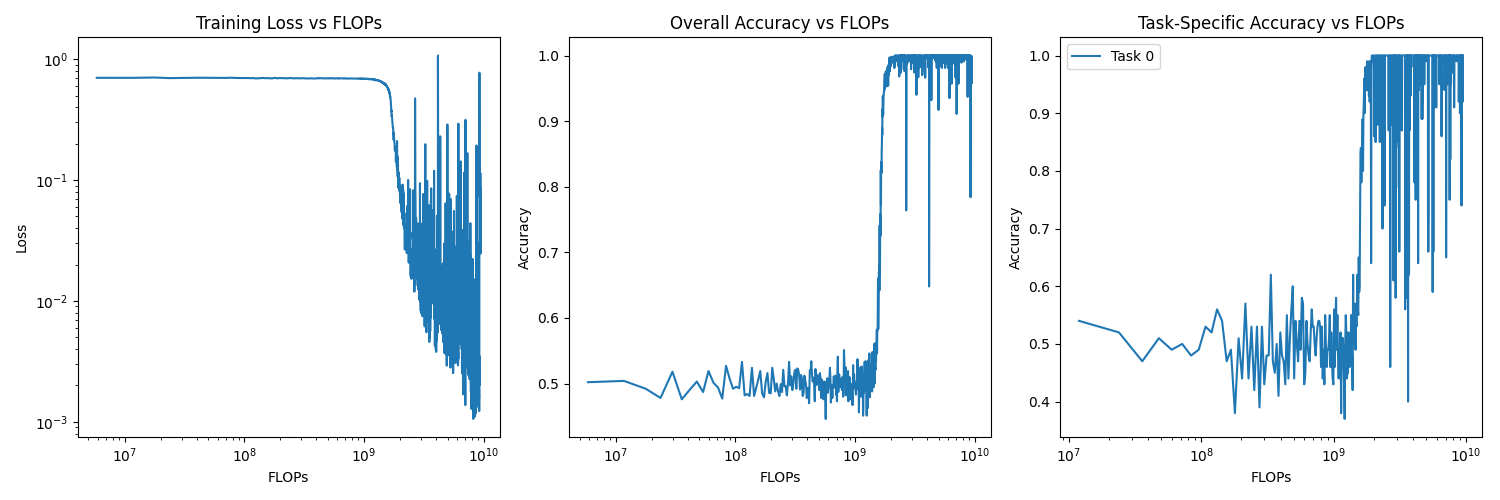 Training Loss vs FLOPs
Overall Accuracy vs FLOPs
Task-Specific Accuracy vs FLOPs
Loss
10⁰
10⁻¹
10⁻²
10⁻³
10⁷
10⁸
10⁹
10¹⁰
FLOPs
Accuracy
1.0
0.9
0.8
0.7
0.6
0.5
10⁷
10⁸
10⁹
10¹⁰
FLOPs
Task 0
Accuracy
1.0
0.9
0.8
0.7
0.6
0.5
0.4
10⁷
10⁸
10⁹
10¹⁰
FLOPs